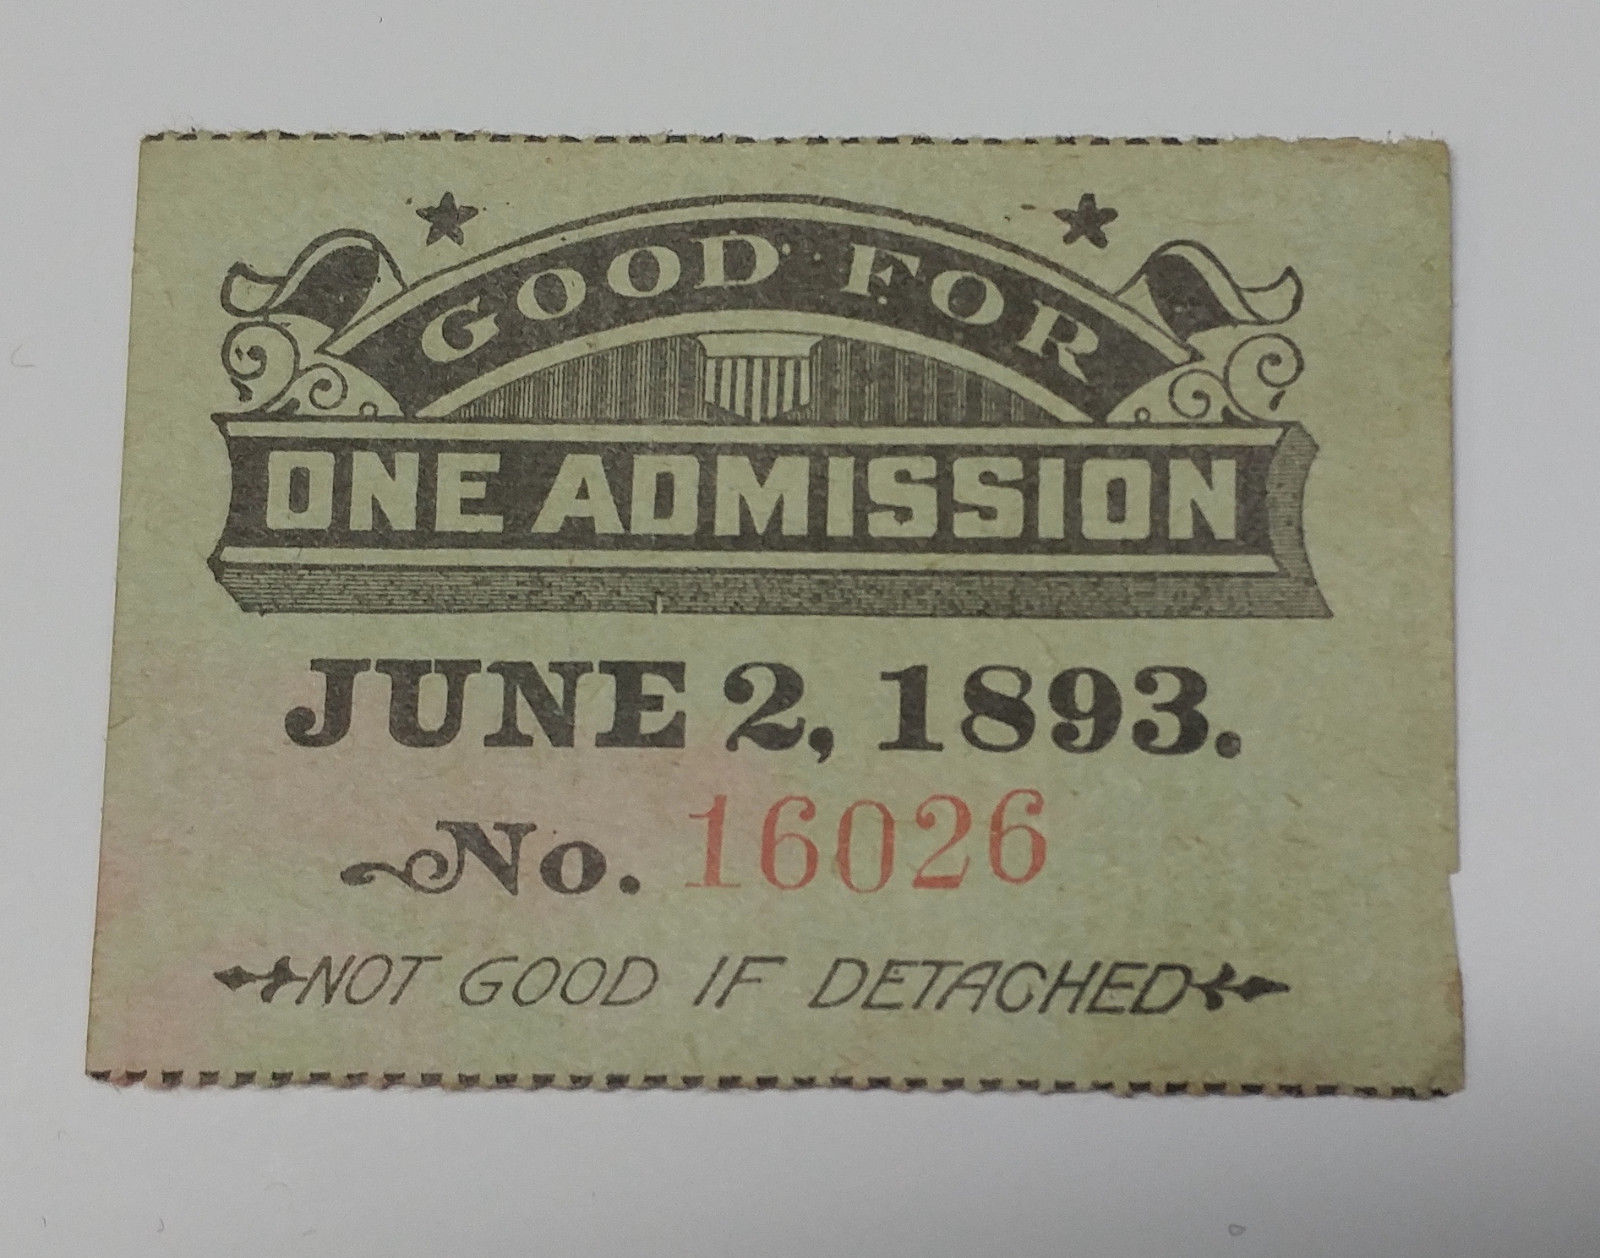 GOOD FOR
ONE ADMISSION
JUNE 2, 1893.
No. 16026
NOT GOOD IF DETACHED